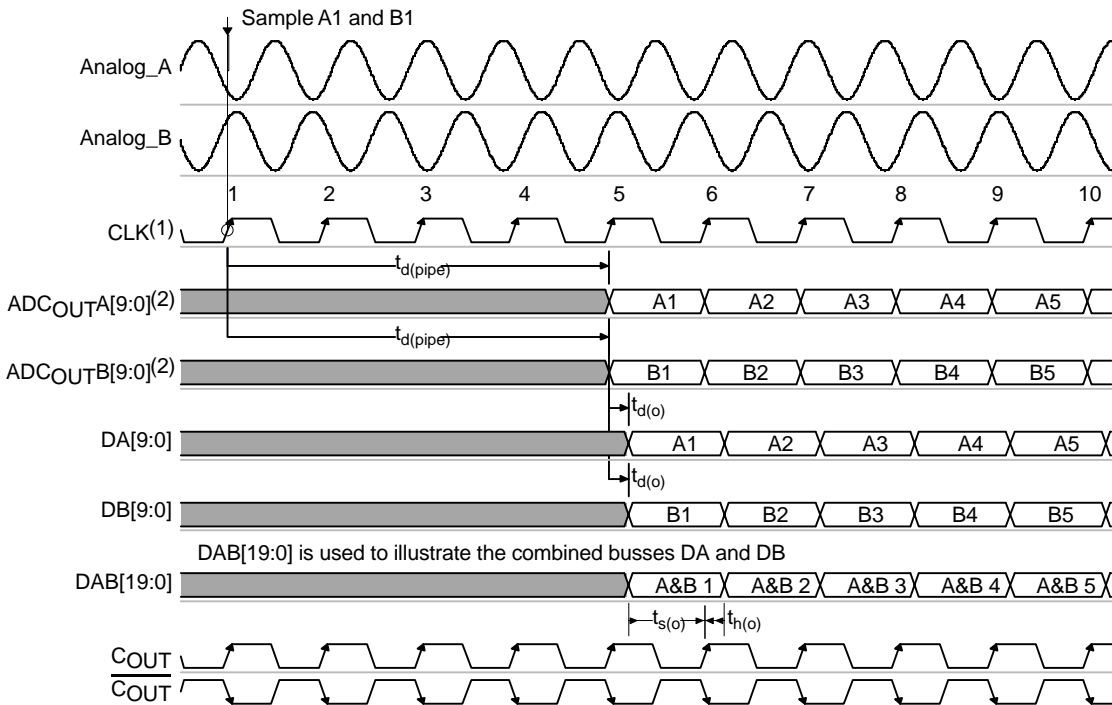 Sample A1 and B1
Analog_A
Analog_B
1 2 3 4 5 6 7 8 9 10
CLK(1)
td(pipe)
ADCOUTA[9:0](2) A1 A2 A3 A4 A5
td(pipe)
ADCOUTB[9:0](2) B1 B2 B3 B4 B5
td(o)
DA[9:0] A1 A2 A3 A4 A5
td(o)
DB[9:0] B1 B2 B3 B4 B5
DAB[19:0] is used to illustrate the combined busses DA and DB
DAB[19:0] A&B 1 A&B 2 A&B 3 A&B 4 A&B 5
ts(o) th(o)
COUT
COUT